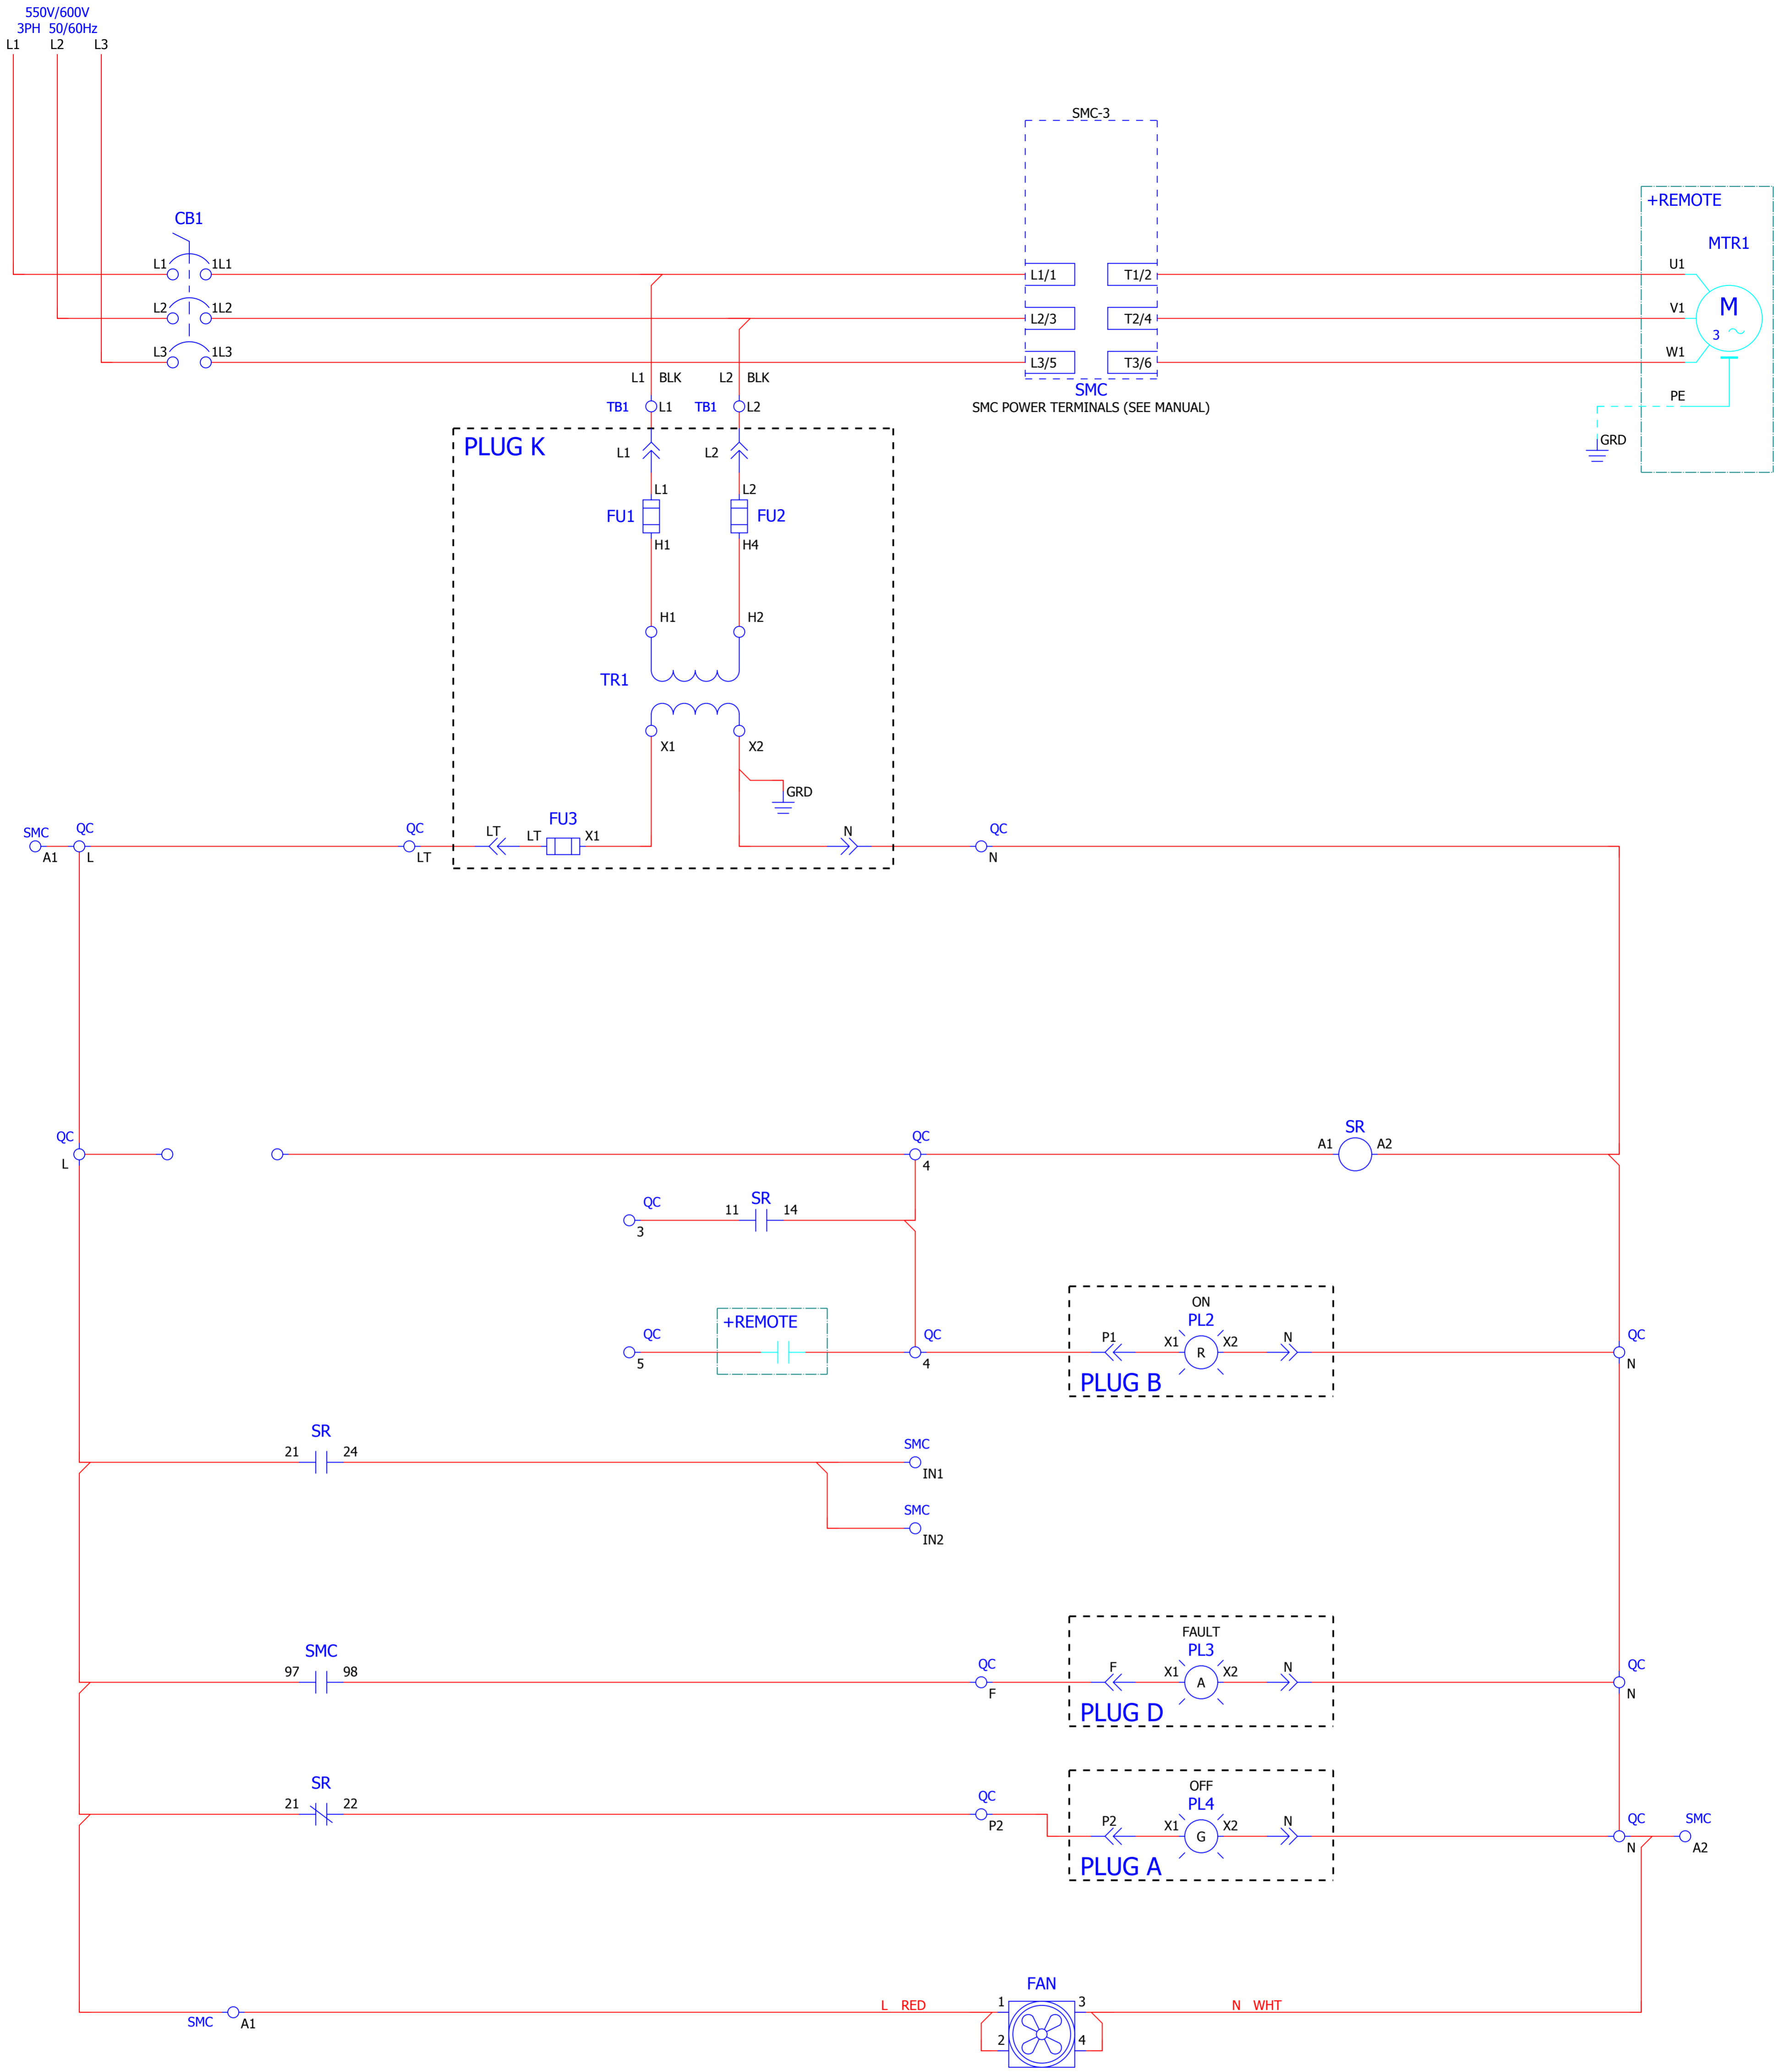 550V/600V
3PH 50/60Hz
L1 L2 L3
SMC-3
+REMOTE
MTR1
CB1
L1 1L1
L1/1 T1/2
U1
L2 1L2
L2/3 T2/4
V1
M
3
L3 1L3
L3/5 T3/6
W1
L1 BLK
L2 BLK
SMC
SMC POWER TERMINALS (SEE MANUAL)
PE
GRD
TB1 L1
TB1 L2
PLUG K
L1
L2
L1
L2
FU1
FU2
H1
H4
H1
H2
TR1
X1
X2
GRD
SMC
A1
QC
L
QC
LT
LT
LT
FU3
X1
N
QC
N
QC
L
QC
4
A1
SR
A2
QC
3
11
SR
14
QC
5
+REMOTE
QC
4
ON
PL2
P1
X1
R
X2
N
PLUG B
QC
N
21
SR
24
SMC
IN1
SMC
IN2
97
SMC
98
QC
F
FAULT
PL3
F
X1
A
X2
N
PLUG D
QC
N
21
SR
22
QC
P2
OFF
PL4
P2
X1
G
X2
N
PLUG A
QC
N
SMC
A2
SMC
A1
L RED
FAN
1
3
2
4
N WHT